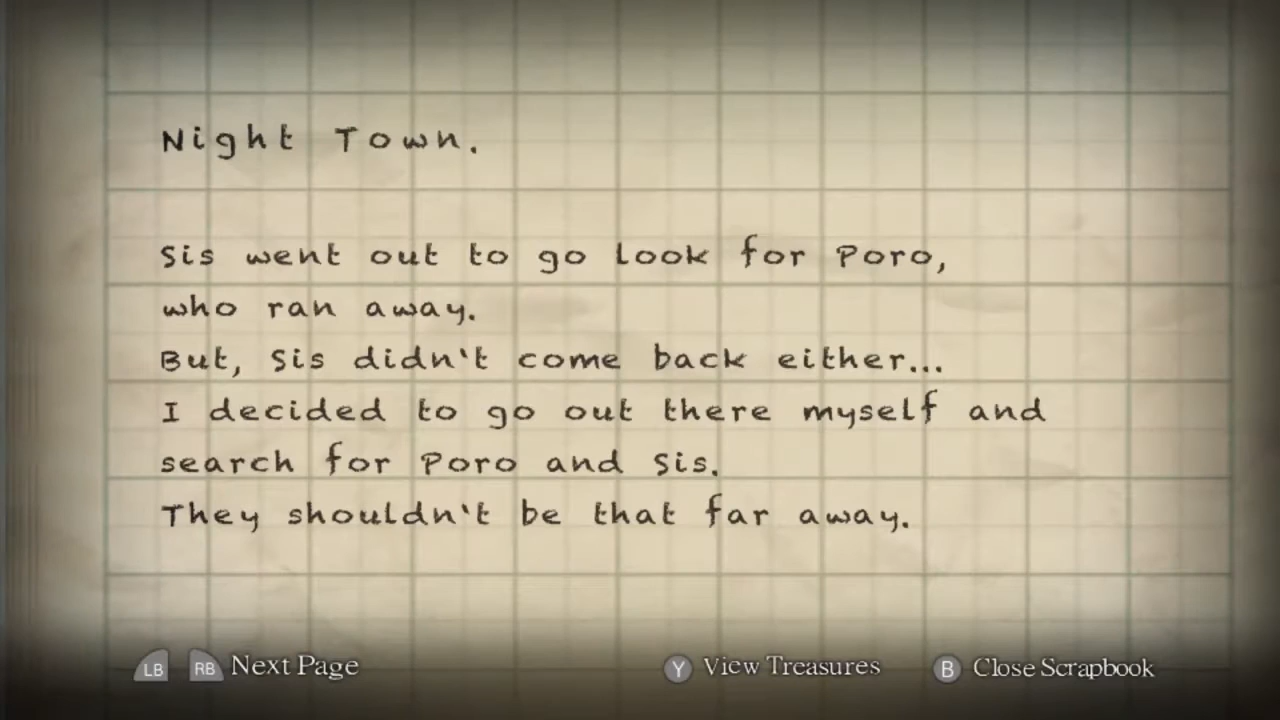 Night Town.
Sis went out to go look for Poro,
who ran away.
But, Sis didn't come back either...
I decided to go out there myself and
search for Poro and Sis.
They shouldn't be that far away.
LB RB Next Page Y View Treasures B Close Scrapbook